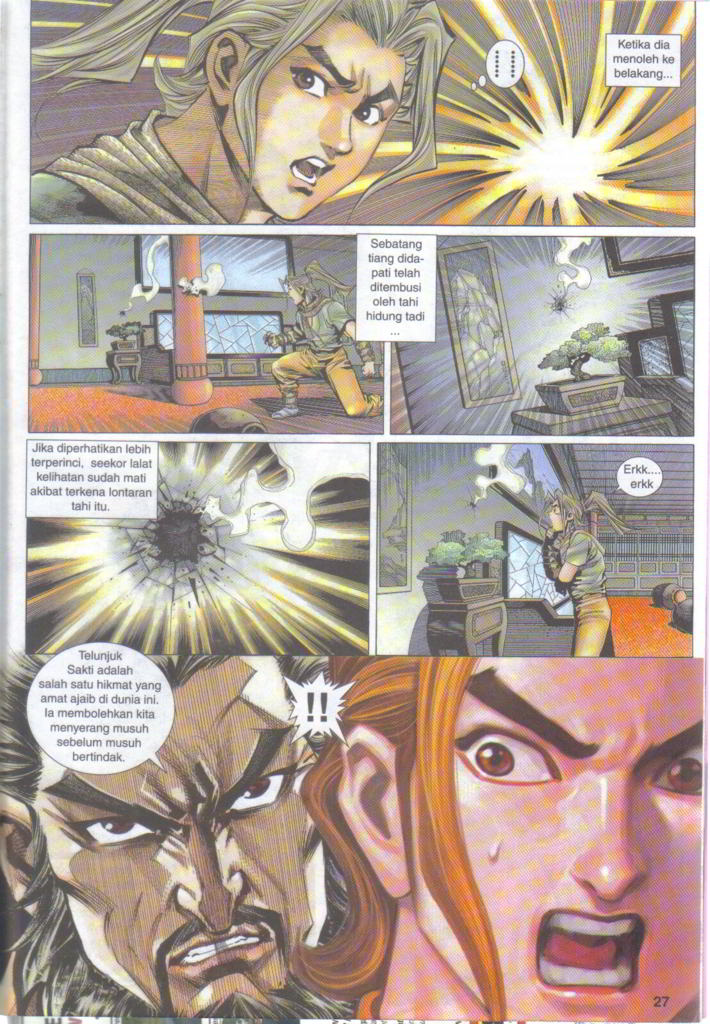 Ketika dia
menoleh ke
belakang...
!!
Sebatang
tiang dida-
pati telah
ditembusi
oleh tahi
hidung tadi
...
Jika diperhatikan lebih
terperinci, seekor lalat
kelihatan sudah mati
akibat terkena lontaran
tahi itu.
Erkk....
erkk
Telunjuk
Sakti adalah
salah satu hikmat yang
amat ajaib di dunia ini.
Ia membolehkan kita
menyerang musuh
sebelum musuh
bertindak.
!!
27